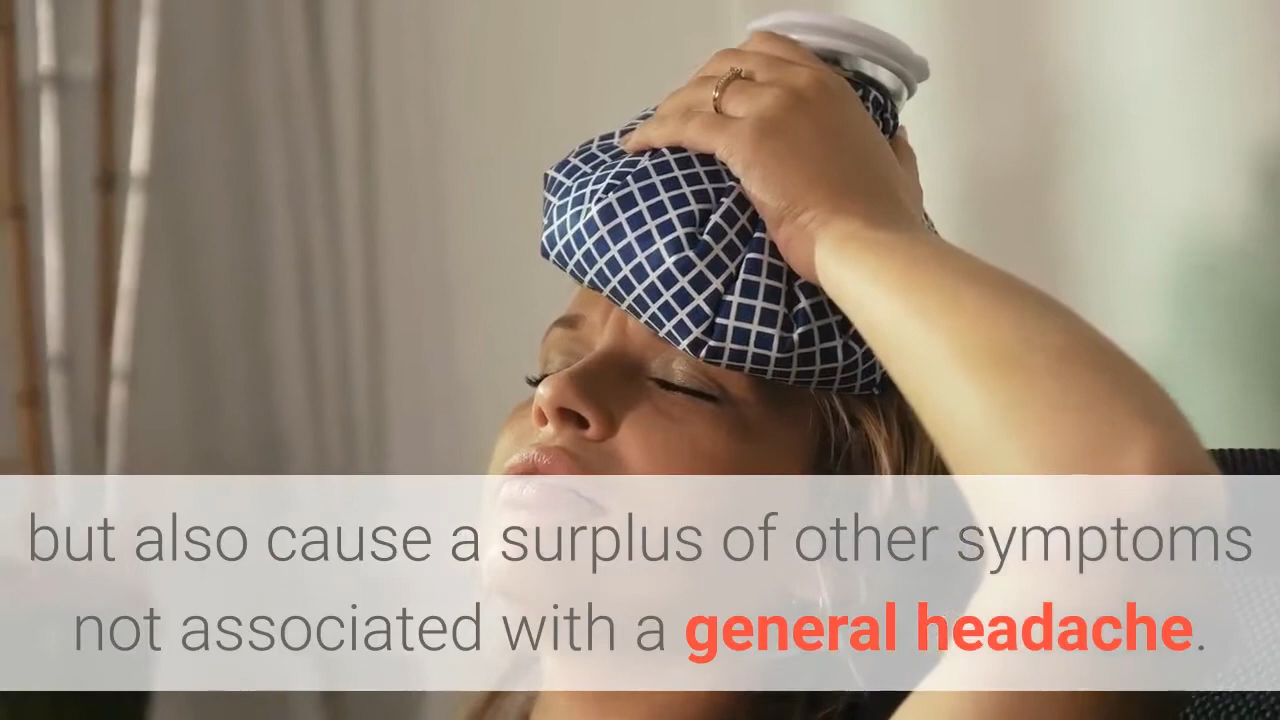 but also cause a surplus of other symptoms
not associated with a general headache.